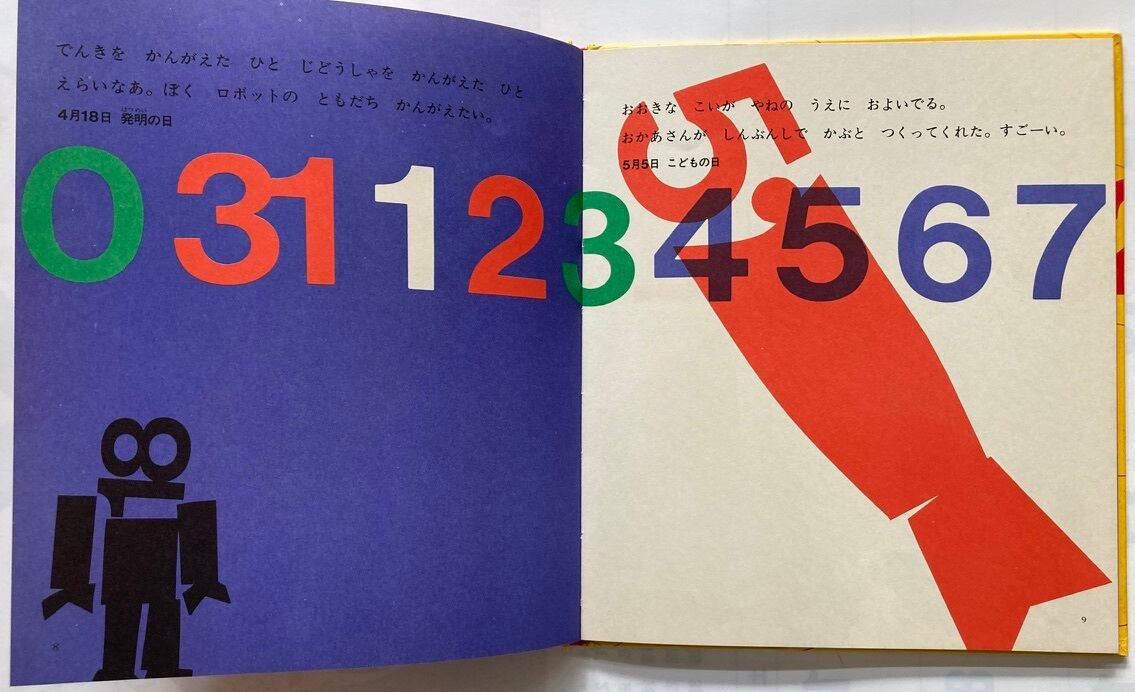 でんきを　かんがえた　ひと　じどうしゃを　かんがえた　ひと
えらいなあ。ぼく　ロボットの　ともだち　かんがえたい。
4月18日 発明の日
はつめい
0 31 1 2 3 4 5 6 7
8
おおきな　こいが　やねの　うえに　およいでる。
おかあさんが　しんぶんしで　かぶと　つくってくれた。すごーい。
5月5日 こどもの日
5
9